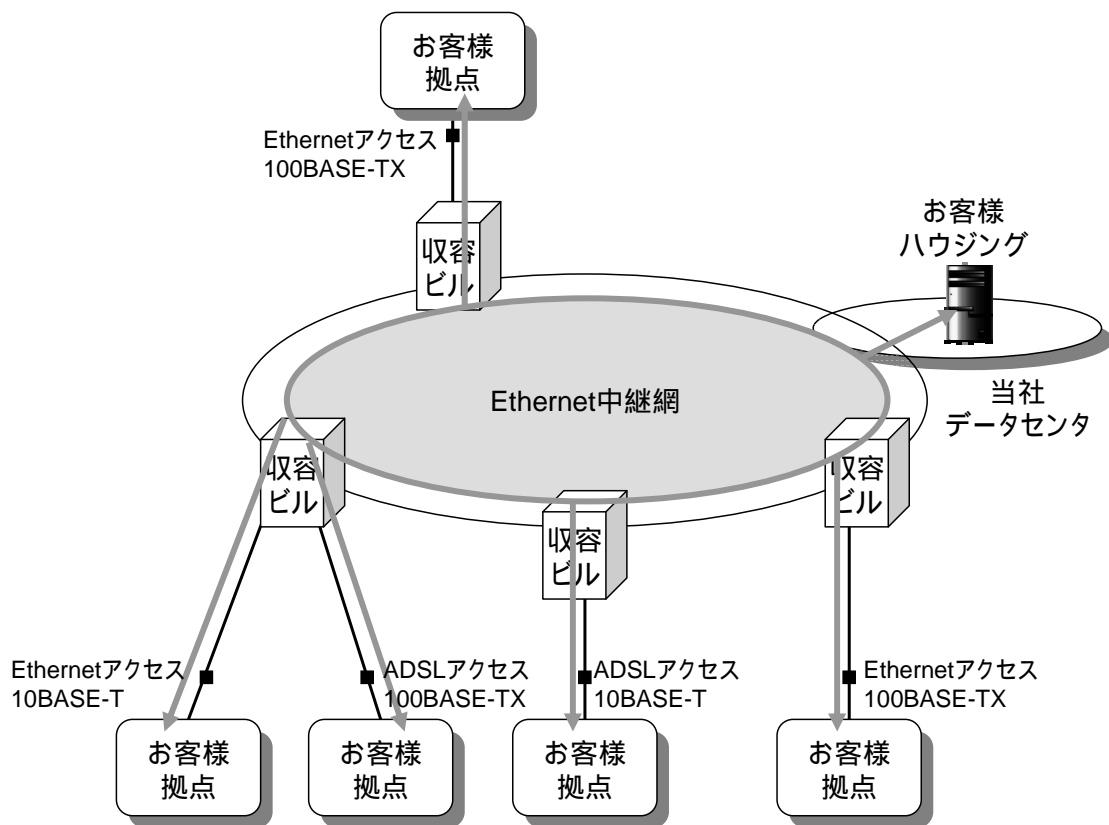 お客様
拠点
Ethernetアクセス
100BASE-TX
収容
ビル
お客様
ハウジング
Ethernet中継網
当社
データセンタ
収容
ビル
収容
ビル
収容
ビル
Ethernetアクセス
10BASE-T
ADSLアクセス
100BASE-TX
ADSLアクセス
10BASE-T
Ethernetアクセス
100BASE-TX
お客様
拠点
お客様
拠点
お客様
拠点
お客様
拠点